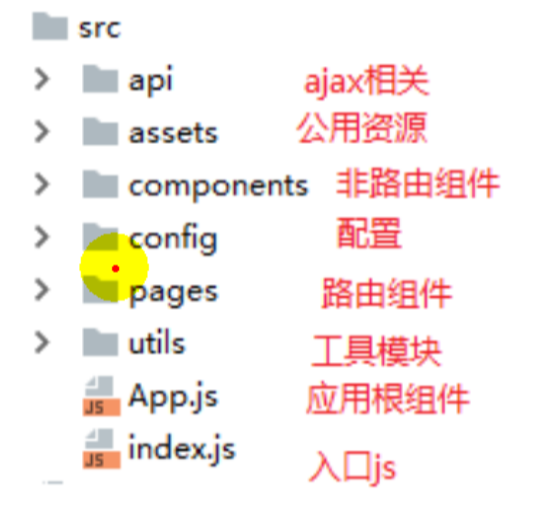 src
api ajax相关
assets 公用资源
components 非路由组件
config 配置
pages 路由组件
utils 工具模块
JS App.js 应用根组件
JS index.js 入口js